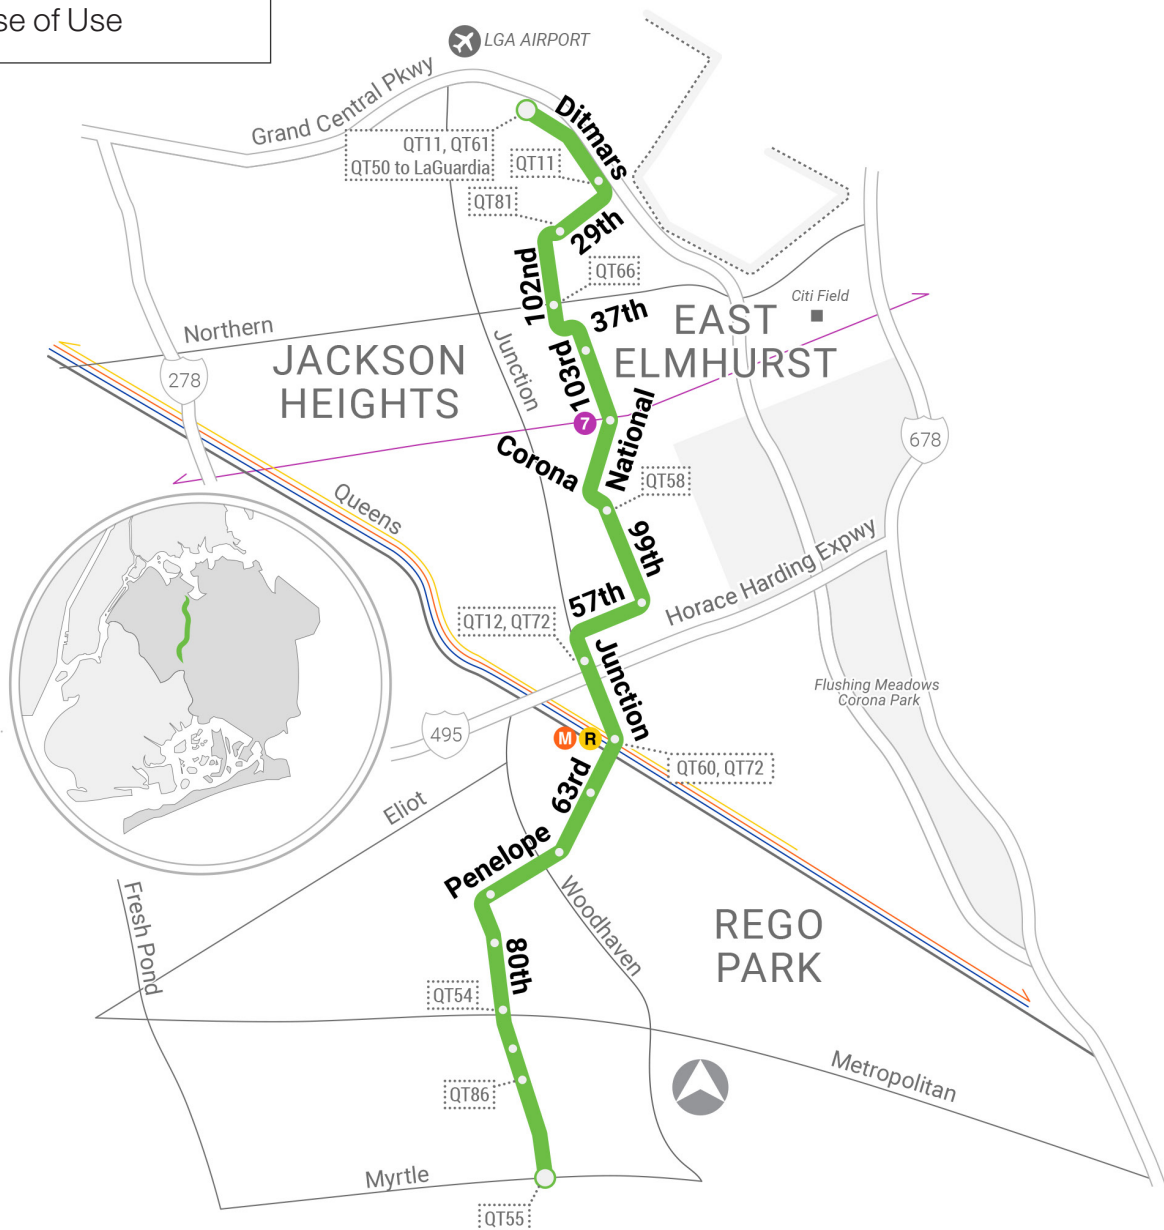 se of Use
LGA AIRPORT
Grand Central Pkwy
Ditmars
QT11, QT61
QT50 to LaGuardia
QT11
QT81
29th
102nd
QT66
Citi Field
37th
EAST
ELMHURST
Northern
Junction
JACKSON
HEIGHTS
278
103rd
7
National
Corona
678
QT58
Queens
99th
Horace Harding Expwy
57th
QT12, QT72
Junction
Flushing Meadows
Corona Park
495
M
R
QT60, QT72
63rd
Eliot
Penelope
Woodhaven
Fresh Pond
REGO
PARK
80th
QT54
Metropolitan
QT86
Myrtle
QT55